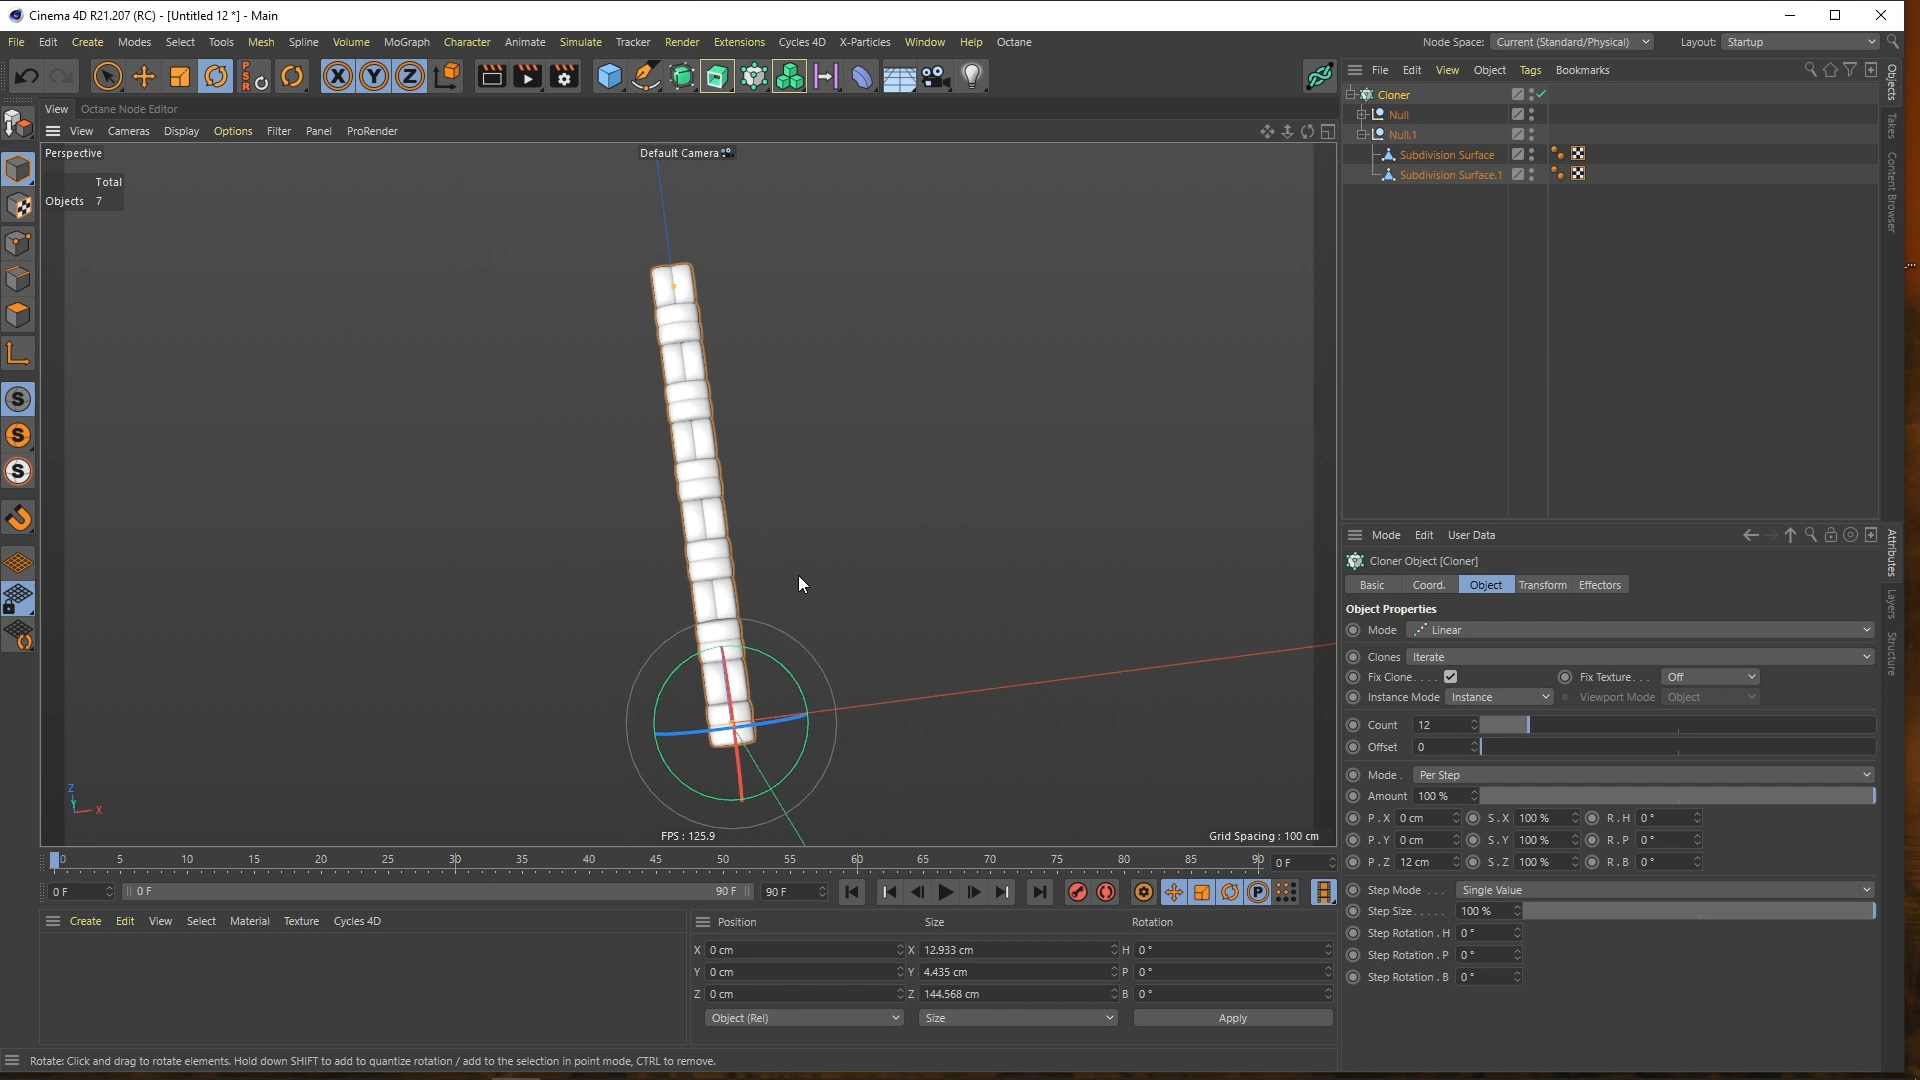 Cinema 4D R21.207 (RC) - [Untitled 12 *] - Main
File Edit Create Modes Select Tools Mesh Spline Volume MoGraph Character Animate Simulate Tracker Render Extensions Cycles 4D X-Particles Window Help Octane
Node Space: Current (Standard/Physical) Layout: Startup
P S R
X Y Z
File Edit View Object Tags Bookmarks
View Octane Node Editor
View Cameras Display Options Filter Panel ProRender
Perspective
Default Camera
Total
Objects 7
Cloner
Null
Null.1
Subdivision Surface
Subdivision Surface.1
Objects
Takes
Content Browser
S
S
S
Z
Y
X
FPS : 125.9
Grid Spacing : 100 cm
0 5 10 15 20 25 30 35 40 45 50 55 60 65 70 75 80 85 90 0 F
0 F 0 F 90 F 90 F
P
Create Edit View Select Material Texture Cycles 4D
Position Size Rotation
X 0 cm X 12.933 cm H 0 °
Y 0 cm Y 4.435 cm P 0 °
Z 0 cm Z 144.568 cm B 0 °
Object (Rel) Size Apply
Mode Edit User Data
Attributes
Layers
Structure
Cloner Object [Cloner]
Basic Coord. Object Transform Effectors
Object Properties
Mode Linear
Clones Iterate
Fix Clone . . . . Fix Texture . . . Off
Instance Mode Instance Viewport Mode Object
Count 12
Offset 0
Mode . Per Step
Amount 100 %
P . X 0 cm S . X 100 % R . H 0 °
P . Y 0 cm S . Y 100 % R . P 0 °
P . Z 12 cm S . Z 100 % R . B 0 °
Step Mode . . . . Single Value
Step Size . . . . . 100 %
Step Rotation . H 0 °
Step Rotation . P 0 °
Step Rotation . B 0 °
Rotate: Click and drag to rotate elements. Hold down SHIFT to add to quantize rotation / add to the selection in point mode, CTRL to remove.